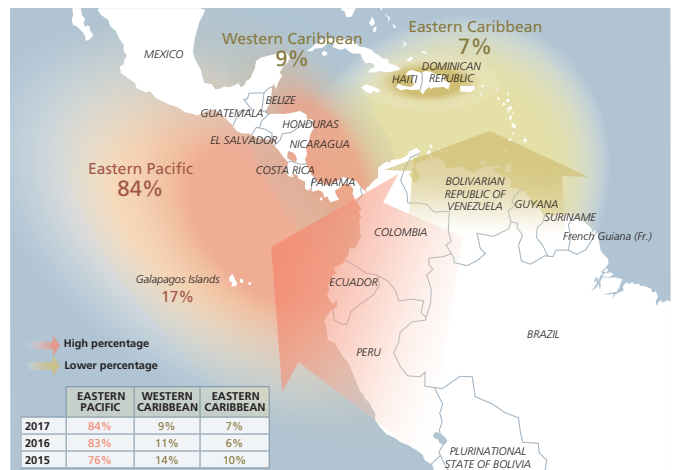 Western Caribbean
9%
Eastern Caribbean
7%
MEXICO
HAITI
DOMINICAN
REPUBLIC
BELIZE
GUATEMALA
HONDURAS
EL SALVADOR
NICARAGUA
Eastern Pacific
84%
COSTA RICA
PANAMA
BOLIVARIAN
REPUBLIC OF
VENEZUELA
GUYANA
SURINAME
French Guiana (Fr.)
COLOMBIA
Galapagos Islands
17%
ECUADOR
BRAZIL
PERU
High percentage
Lower percentage
EASTERN PACIFIC WESTERN CARIBBEAN EASTERN CARIBBEAN
2017 84% 9% 7%
2016 83% 11% 6%
2015 76% 14% 10%
PLURINATIONAL
STATE OF BOLIVIA